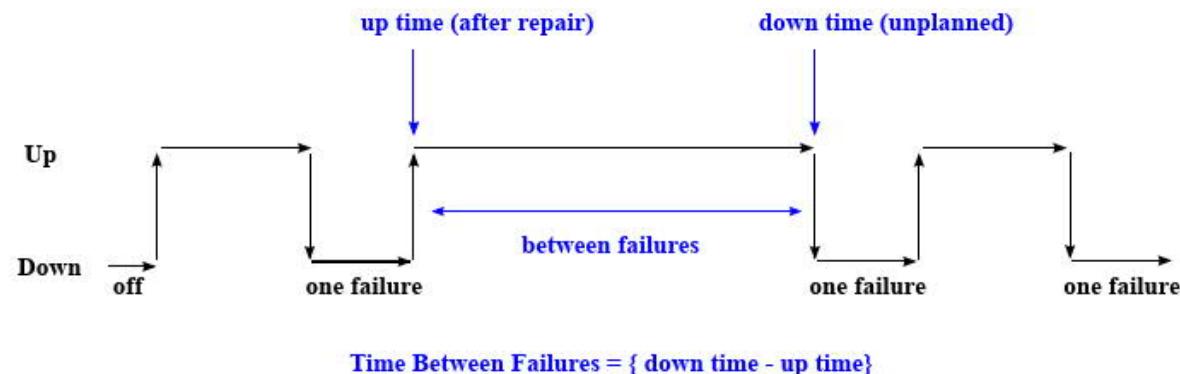 up time (after repair)
down time (unplanned)
Up
between failures
Down
off
one failure
one failure
one failure
Time Between Failures = { down time - up time}